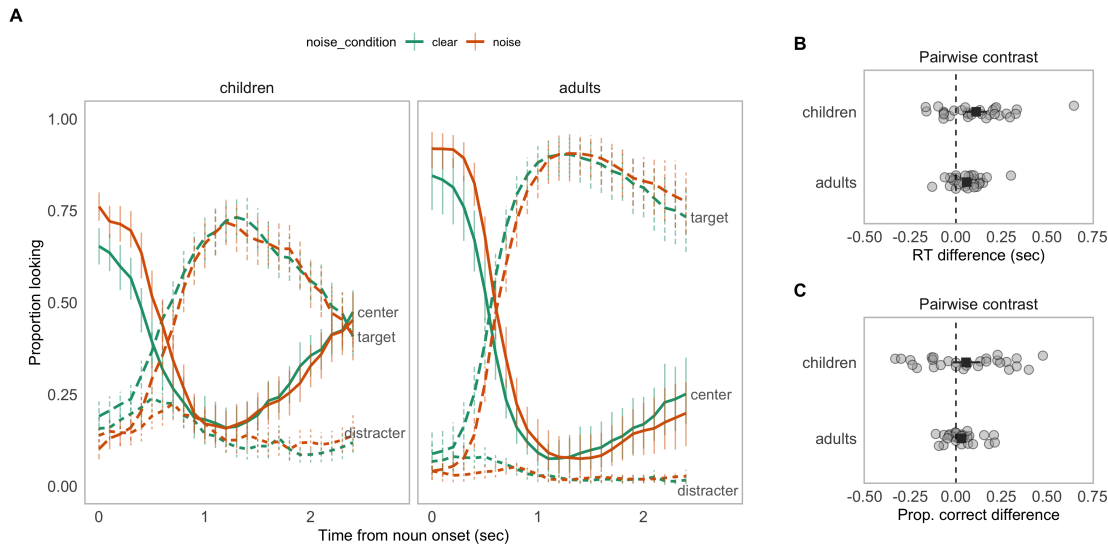 A
noise_condition clear noise
children adults
1.00
0.75
0.50
0.25
0.00
Proportion looking
center
target
distracter
target
center
distracter
0 1 2
0 1 2
Time from noun onset (sec)
B
Pairwise contrast
children
adults
-0.50 -0.25 0.00 0.25 0.50 0.75
RT difference (sec)
C
Pairwise contrast
children
adults
-0.50 -0.25 0.00 0.25 0.50 0.75
Prop. correct difference